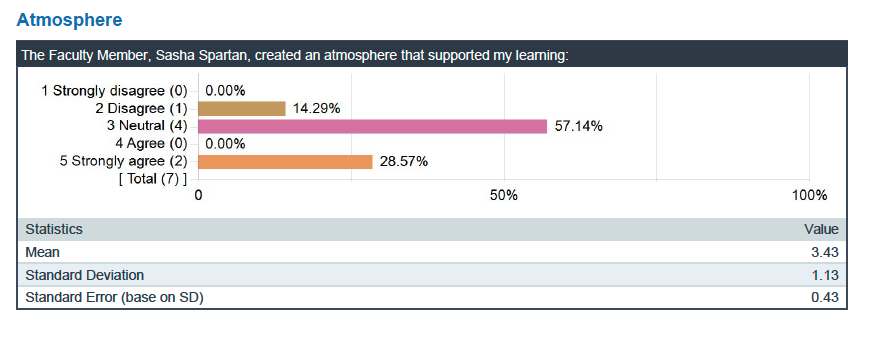 Atmosphere
The Faculty Member, Sasha Spartan, created an atmosphere that supported my learning:
1 Strongly disagree (0) 0.00%
2 Disagree (1) 14.29%
3 Neutral (4) 57.14%
4 Agree (0) 0.00%
5 Strongly agree (2) 28.57%
[ Total (7) ]
0 50% 100%
Statistics Value
Mean 3.43
Standard Deviation 1.13
Standard Error (base on SD) 0.43